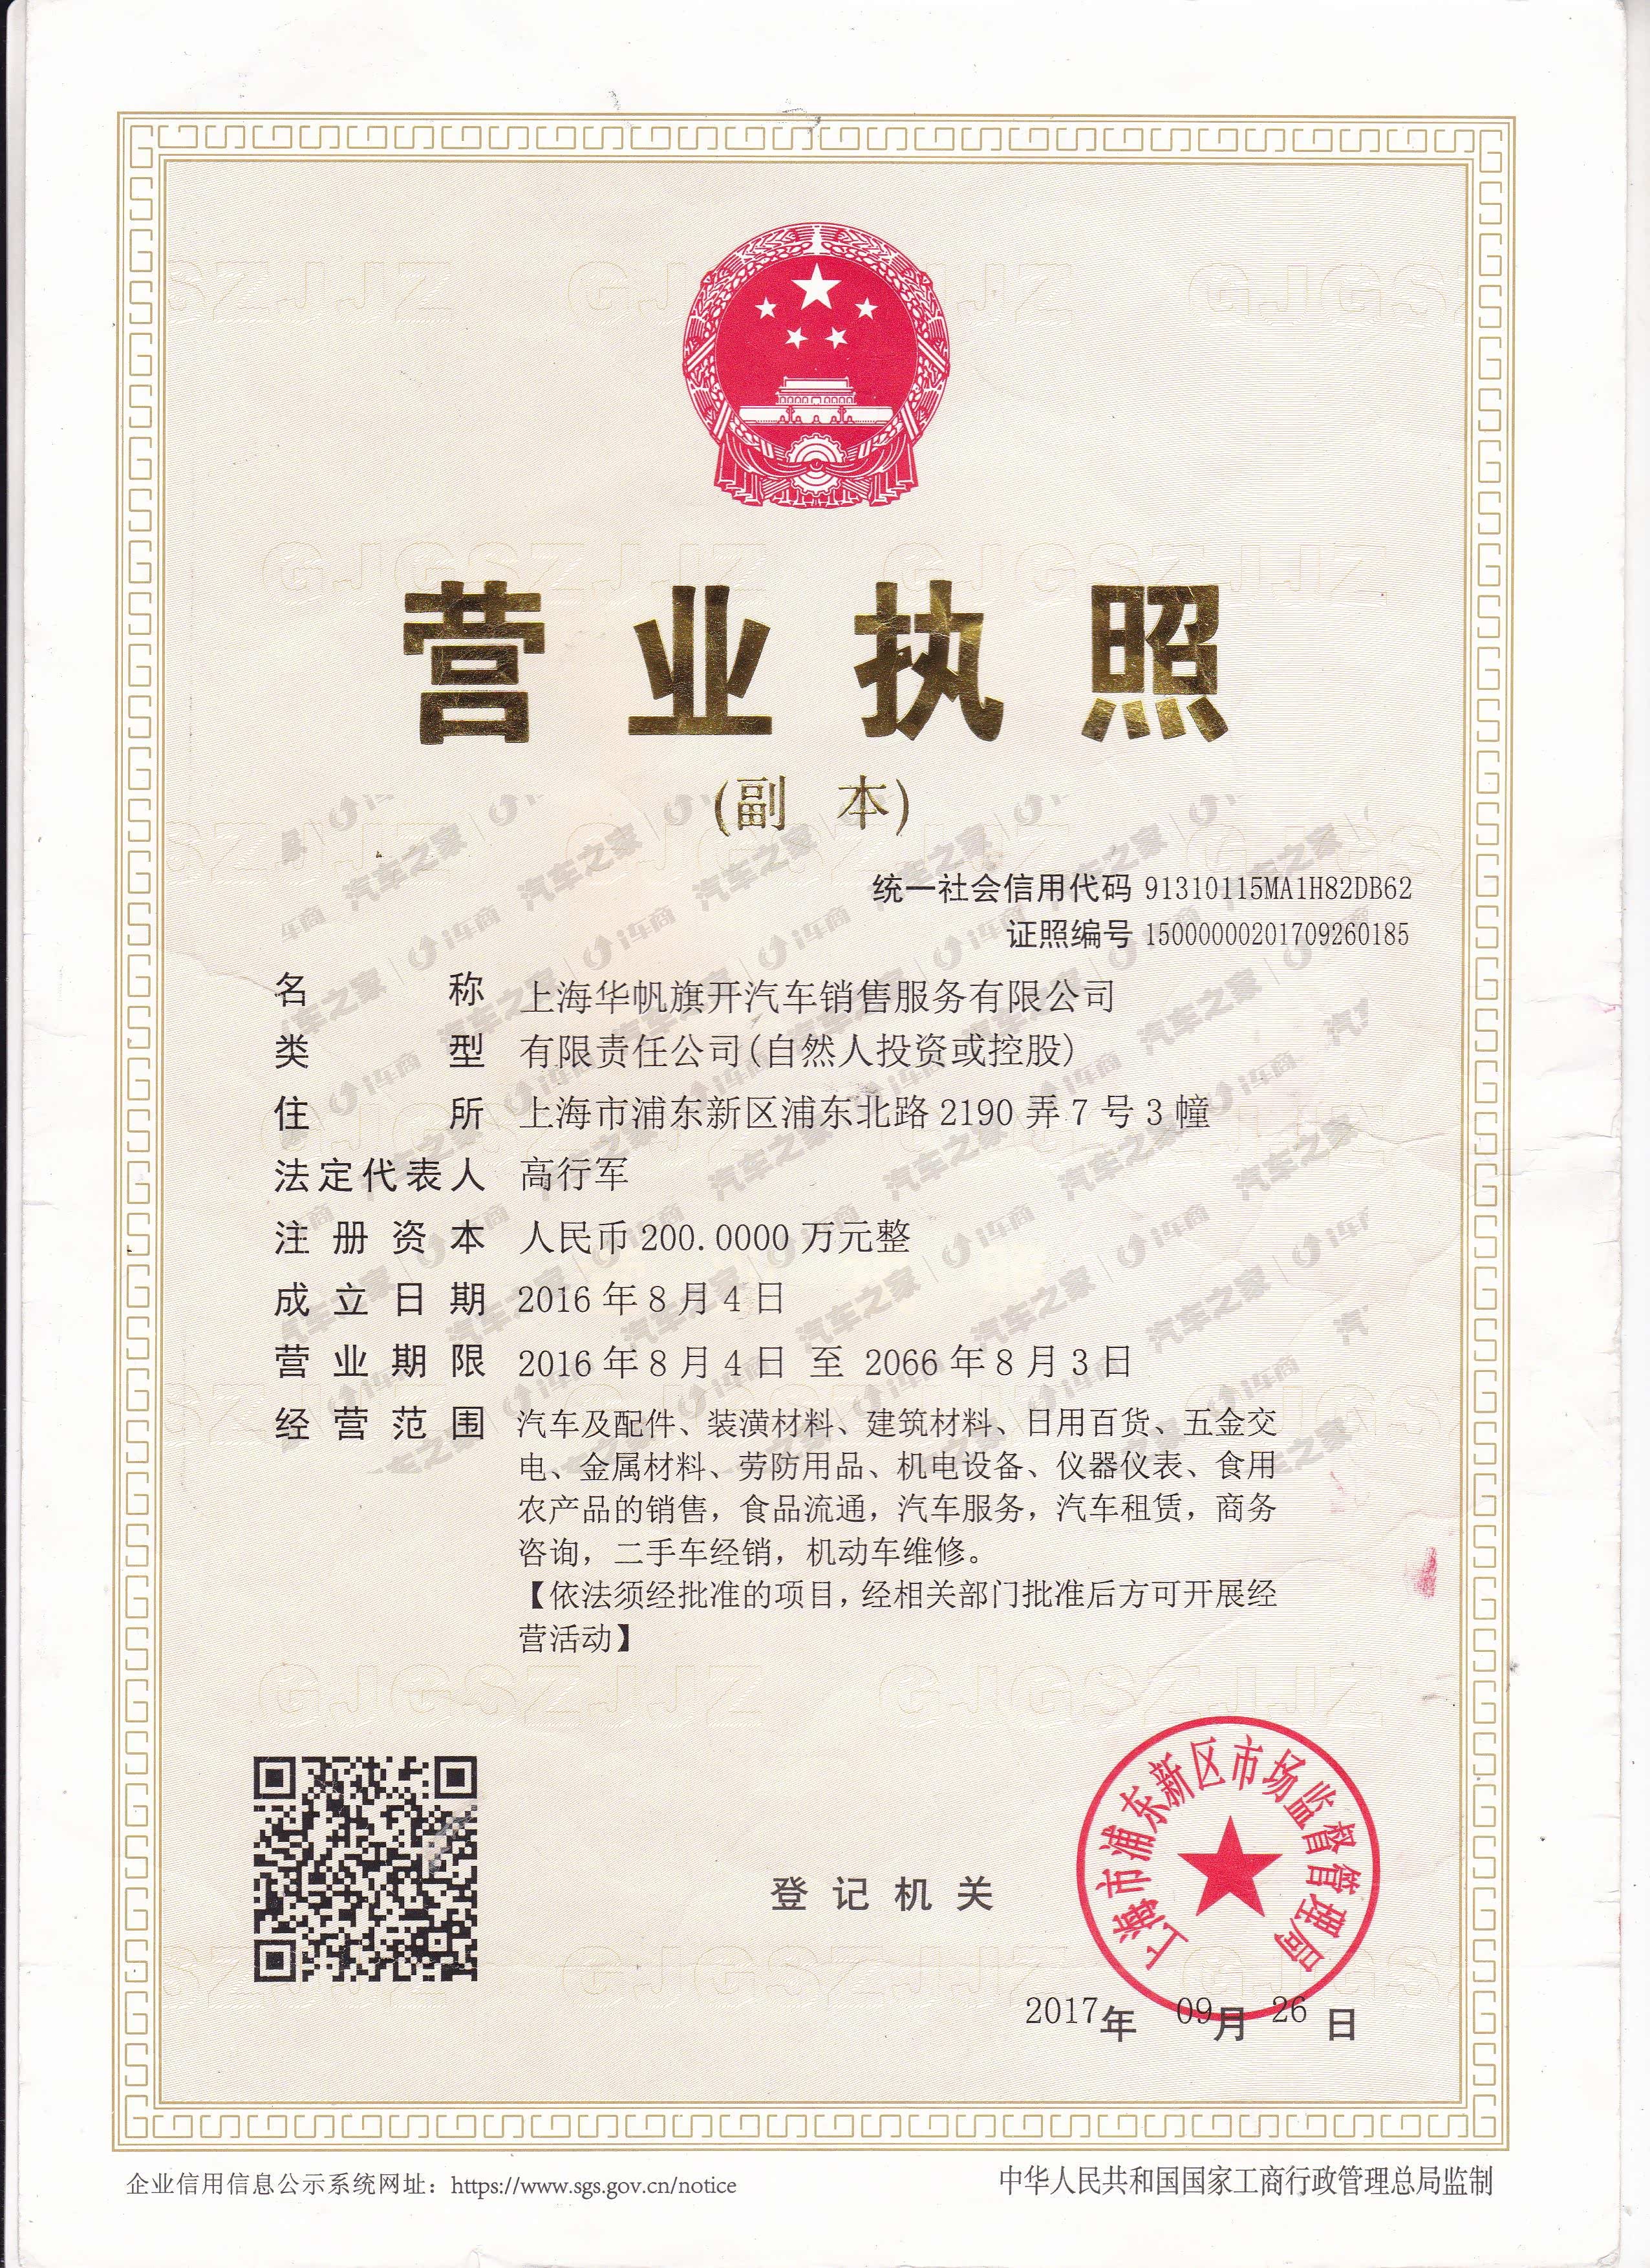 营业执照
(副 本)
统一社会信用代码 91310115MA1H82DB62
证照编号 15000000201709260185
名 称 上海华帆旗开汽车销售服务有限公司
类 型 有限责任公司(自然人投资或控股)
住 所 上海市浦东新区浦东北路2190弄7号3幢
法定代表人 高行军
注册资本 人民币200.0000万元整
成立日期 2016年8月4日
营业期限 2016年8月4日 至 2066年8月3日
经营范围 汽车及配件、装潢材料、建筑材料、日用百货、五金交
电、金属材料、劳防用品、机电设备、仪器仪表、食用
农产品的销售，食品流通，汽车服务，汽车租赁，商务
咨询，二手车经销，机动车维修。
【依法须经批准的项目，经相关部门批准后方可开展经
营活动】
登记机关
上海市浦东新区市场监督管理局
2017年 09月 26日
企业信用信息公示系统网址：https://www.sgs.gov.cn/notice
中华人民共和国国家工商行政管理总局监制
汽车之家 i车商
GJGSZJJZ